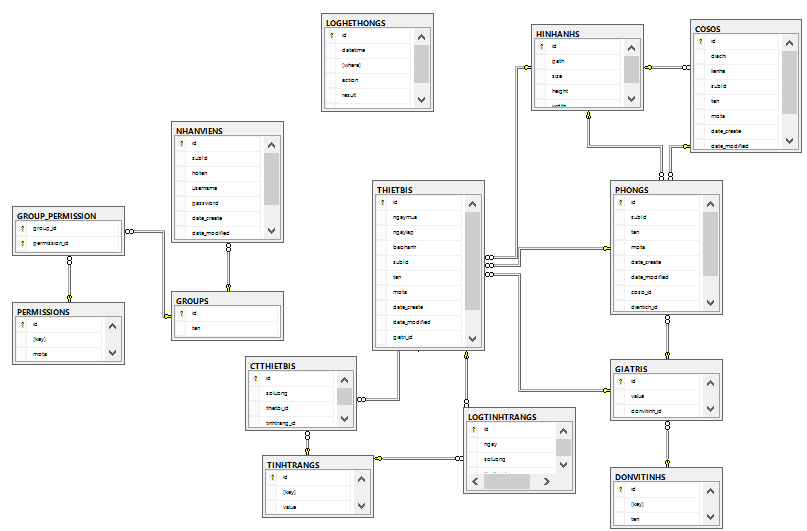 LOGHETHONGS
id
datetime
[where]
action
result
HINHANHS
id
path
size
height
width
COSOS
id
diachi
lienhe
subId
ten
mota
date_create
date_modified
NHANVIENS
id
subId
hoten
username
password
date_create
date_modified
THIETBIS
id
ngaymua
ngaylap
baohanh
subId
ten
mota
date_create
date_modified
giatri_id
PHONGS
id
subId
ten
mota
date_create
date_modified
coso_id
dientich_id
GROUP_PERMISSION
group_id
permission_id
PERMISSIONS
id
[key]
mota
GROUPS
id
ten
CTTHIETBIS
id
soluong
thietbi_id
tinhtrang_id
GIATRIS
id
value
donvitinh_id
LOGTINHTRANGS
id
ngay
soluong
TINHTRANGS
id
[key]
value
DONVITINHS
id
[key]
ten